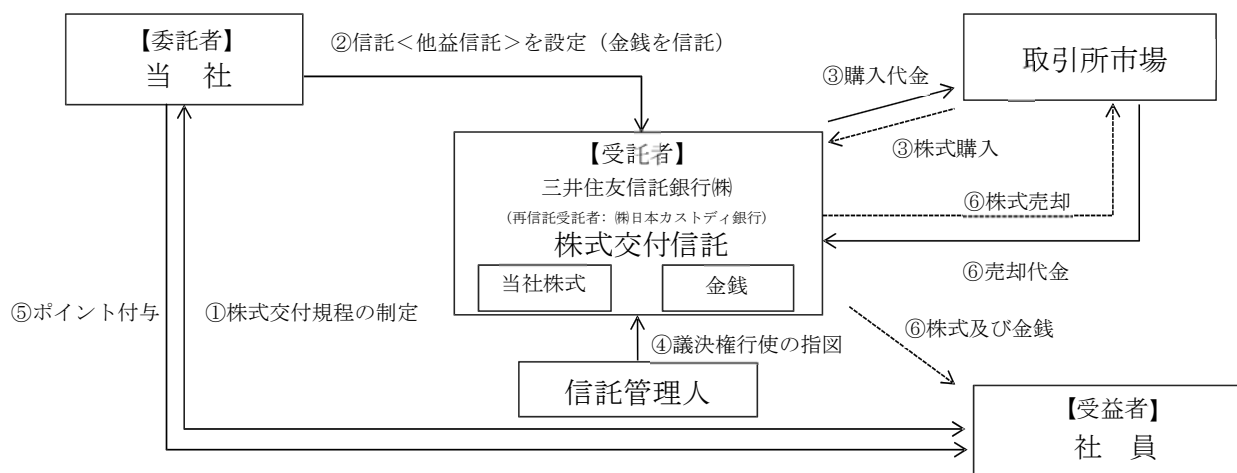 【委託者】
当　社
②信託＜他益信託＞を設定（金銭を信託）
取引所市場
③購入代金
③株式購入
【受託者】
三井住友信託銀行㈱
(再信託受託者：㈱日本カストディ銀行)
株式交付信託
当社株式
金銭
⑥株式売却
⑥売却代金
⑤ポイント付与
①株式交付規程の制定
④議決権行使の指図
⑥株式及び金銭
信託管理人
【受益者】
社　員